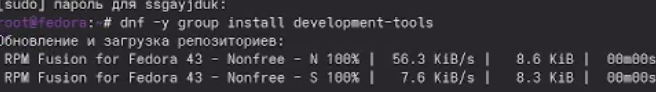 [sudo] пароль для ssgayjduk:
root@fedora:~# dnf -y group install development-tools
Обновление и загрузка репозиториев:
RPM Fusion for Fedora 43 - Nonfree - N 100% |  56.3 KiB/s |   8.6 KiB |  00m00s
RPM Fusion for Fedora 43 - Nonfree - S 100% |   7.6 KiB/s |   8.3 KiB |  00m00s